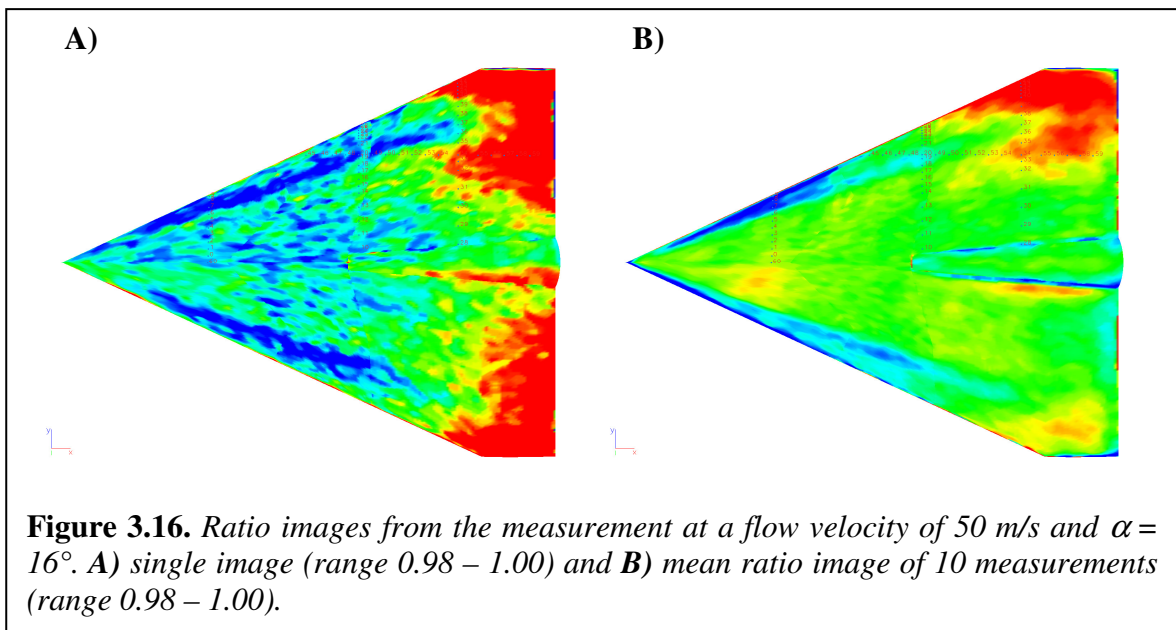 A)
B)
y
x
y
x
Figure 3.16. Ratio images from the measurement at a flow velocity of 50 m/s and α =
16°. A) single image (range 0.98 – 1.00) and B) mean ratio image of 10 measurements
(range 0.98 – 1.00).